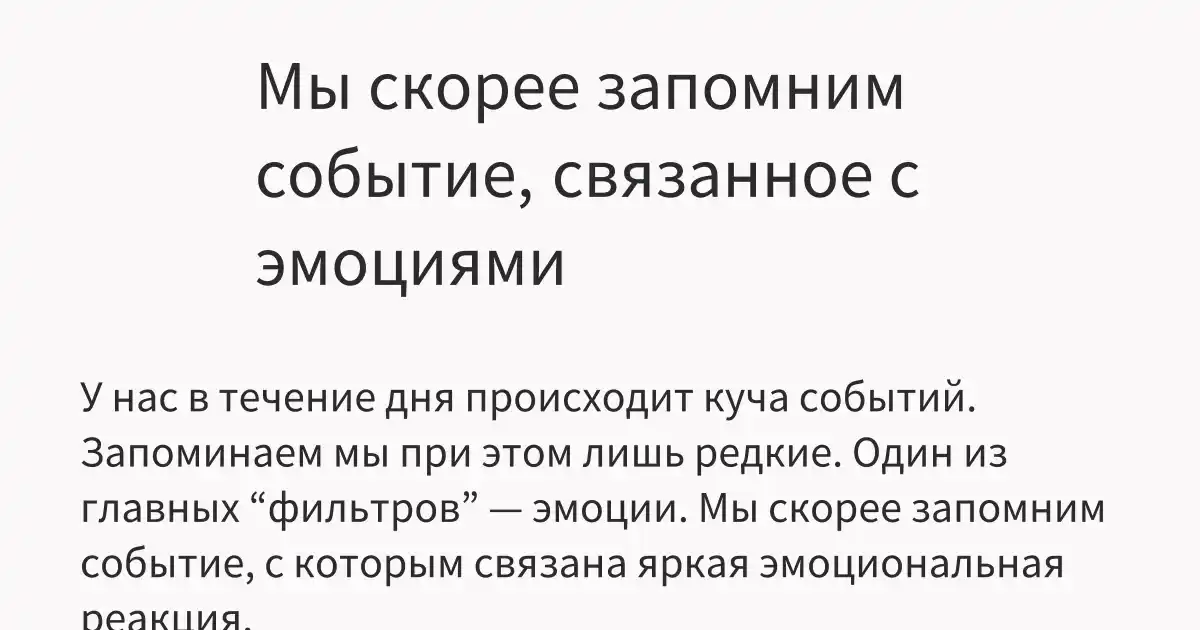 Мы скорее запомним
событие, связанное с
эмоциями
У нас в течение дня происходит куча событий.
Запоминаем мы при этом лишь редкие. Один из
главных “фильтров” — эмоции. Мы скорее запомним
событие, с которым связана яркая эмоциональная
реакция.